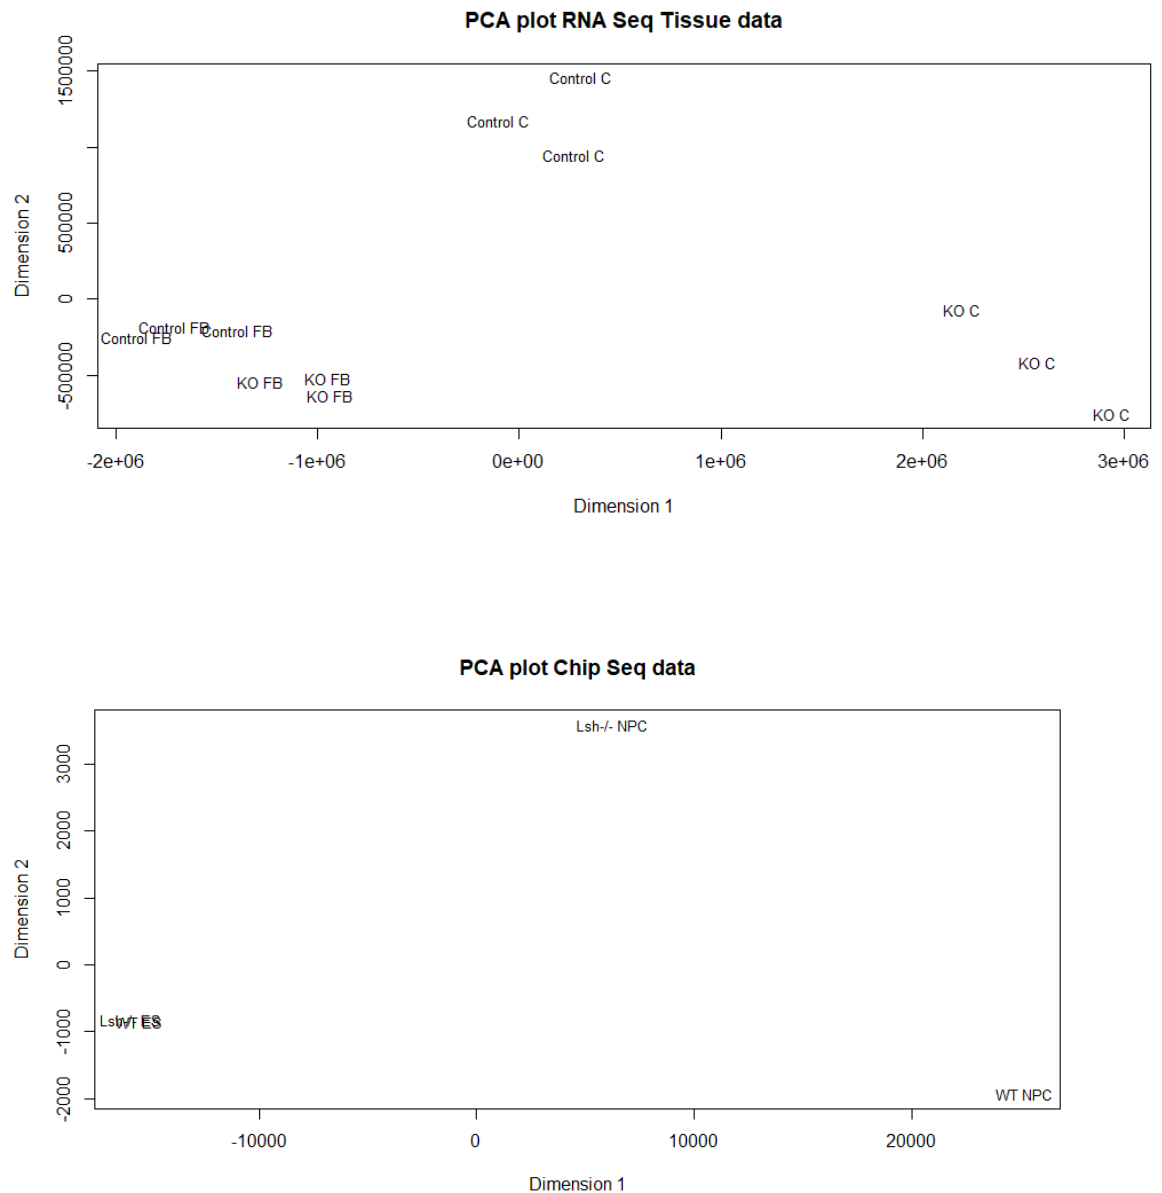 PCA plot RNA Seq Tissue data
1500000
500000
0
-500000
Dimension 2
Control C
Control C
Control C
KO C
KO C
KO C
Control FB
Control FB
Control FB
KO FB
KO FB
KO FB
-2e+06 -1e+06 0e+00 1e+06 2e+06 3e+06
Dimension 1
PCA plot Chip Seq data
3000
2000
1000
0
-1000
-2000
Dimension 2
Lsh-/- NPC
Lsh-/- ES
WT ES
WT NPC
-10000 0 10000 20000
Dimension 1